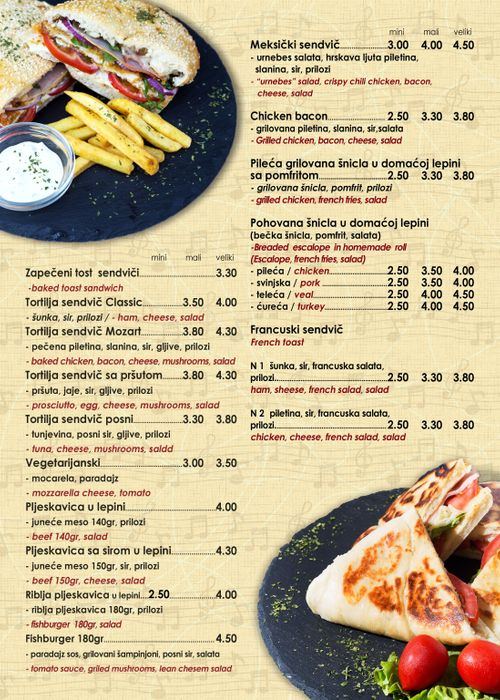 mini mali veliki
Zapečeni tost sendviči 3.30
-baked toast sandwich
Tortilja sendvič Classic 3.50 4.00
- šunka, sir, prilozi / - ham, cheese, salad
Tortilja sendvič Mozart 3.80 4.30
- pečena piletina, slanina, sir, gljive, prilozi
- baked chicken, bacon, cheese, mushrooms, salad
Tortilja sendvič sa pršutom 3.80 4.30
- pršuta, jaje, sir, gljive, prilozi
- prosciutto, egg, cheese, mushrooms, salad
Tortilja sendvič posni 3.30 3.80
- tunjevina, posni sir, gljive, prilozi
- tuna, cheese, mushrooms, saldd
Vegetarijanski 3.00 3.50
- mocarela, paradajz
- mozzarella cheese, tomato
Pljeskavica u lepini 4.00
- juneće meso 140gr, prilozi
- beef 140gr, salad
Pljeskavica sa sirom u lepini 4.30
- juneće meso 150gr, sir, prilozi
- beef 150gr, cheese, salad
Riblja pljeskavica u lepini 2.50 4.00
- riblja pljeskavica 180gr, prilozi
- fishburger 180gr, salad
Fishburger 180gr 4.50
- paradajz sos, grilovani šampinjoni, posni sir, salata
- tomato sauce, griled mushrooms, lean chesem salad
mini mali veliki
Meksički sendvič 3.00 4.00 4.50
- urnebes salata, hrskava ljuta piletina,
slanina, sir, prilozi
- "urnebes" salad, crispy chill chicken, bacon,
cheese, salad
Chicken bacon 2.50 3.30 3.80
- grilovana piletina, slanina, sir,salata
- Grilled chicken, bacon, cheese, salad
Pileća grilovana šnicla u domaćoj lepini
sa pomfritom 2.50 3.30 3.80
- grilovana šnicla, pomfrit, prilozi
- grilled chicken, french fries, salad
Pohovana šnicla u domaćoj lepini
(bečka šnicla, pomfrit, salata)
-Breaded escalope in homemade roll
(Escalope, french fries, salad)
- pileća / chicken 2.50 3.50 4.00
- svinjska / pork 2.50 3.50 4.00
- teleća / veal 2.50 4.00 4.50
- ćureća / turkey 2.50 4.00 4.50
Francuski sendvič
French toast
N 1 šunka, sir, francuska salata,
prilozi 2.50 3.30 3.80
ham, sheese, french salad, salad
N 2 piletina, sir, francuska salata,
prilozi 2.50 3.30 3.80
chicken, cheese, french salad, salad